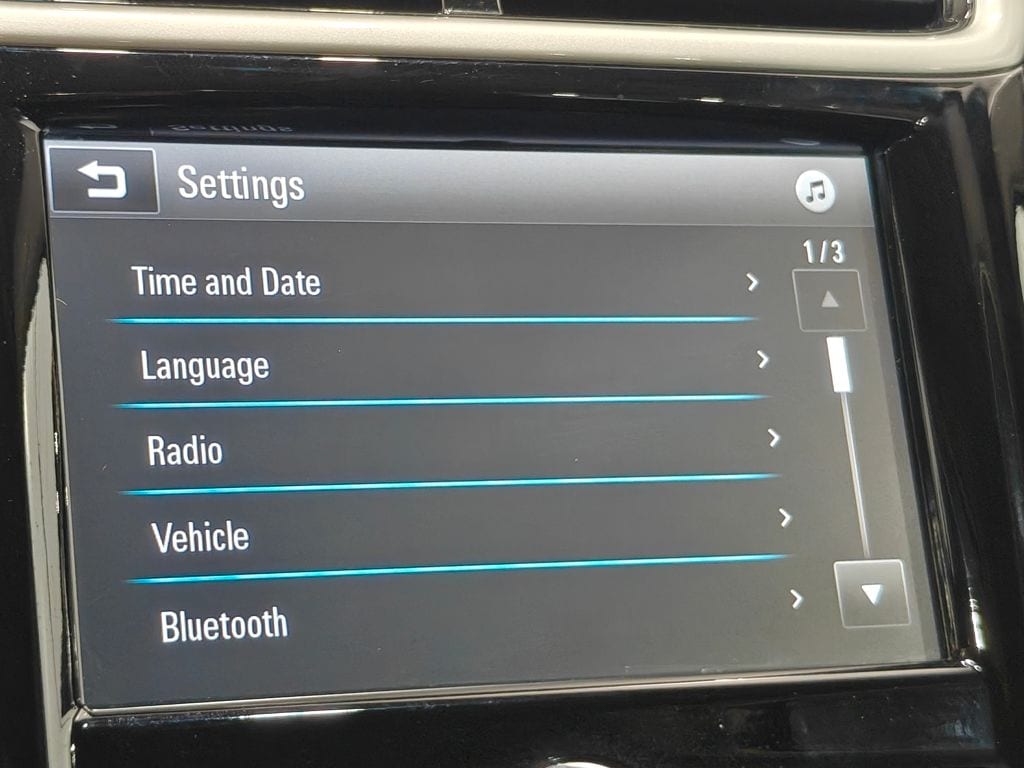 Settings
1/3
Time and Date
Language
Radio
Vehicle
Bluetooth